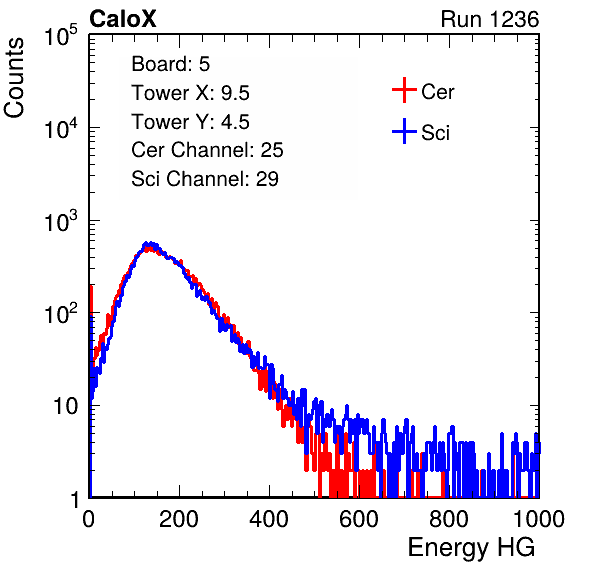 CaloX Run 1236
Counts
10^5
10^4
10^3
10^2
10
1
Board: 5
Tower X: 9.5
Tower Y: 4.5
Cer Channel: 25
Sci Channel: 29
Cer
Sci
0 200 400 600 800 1000
Energy HG